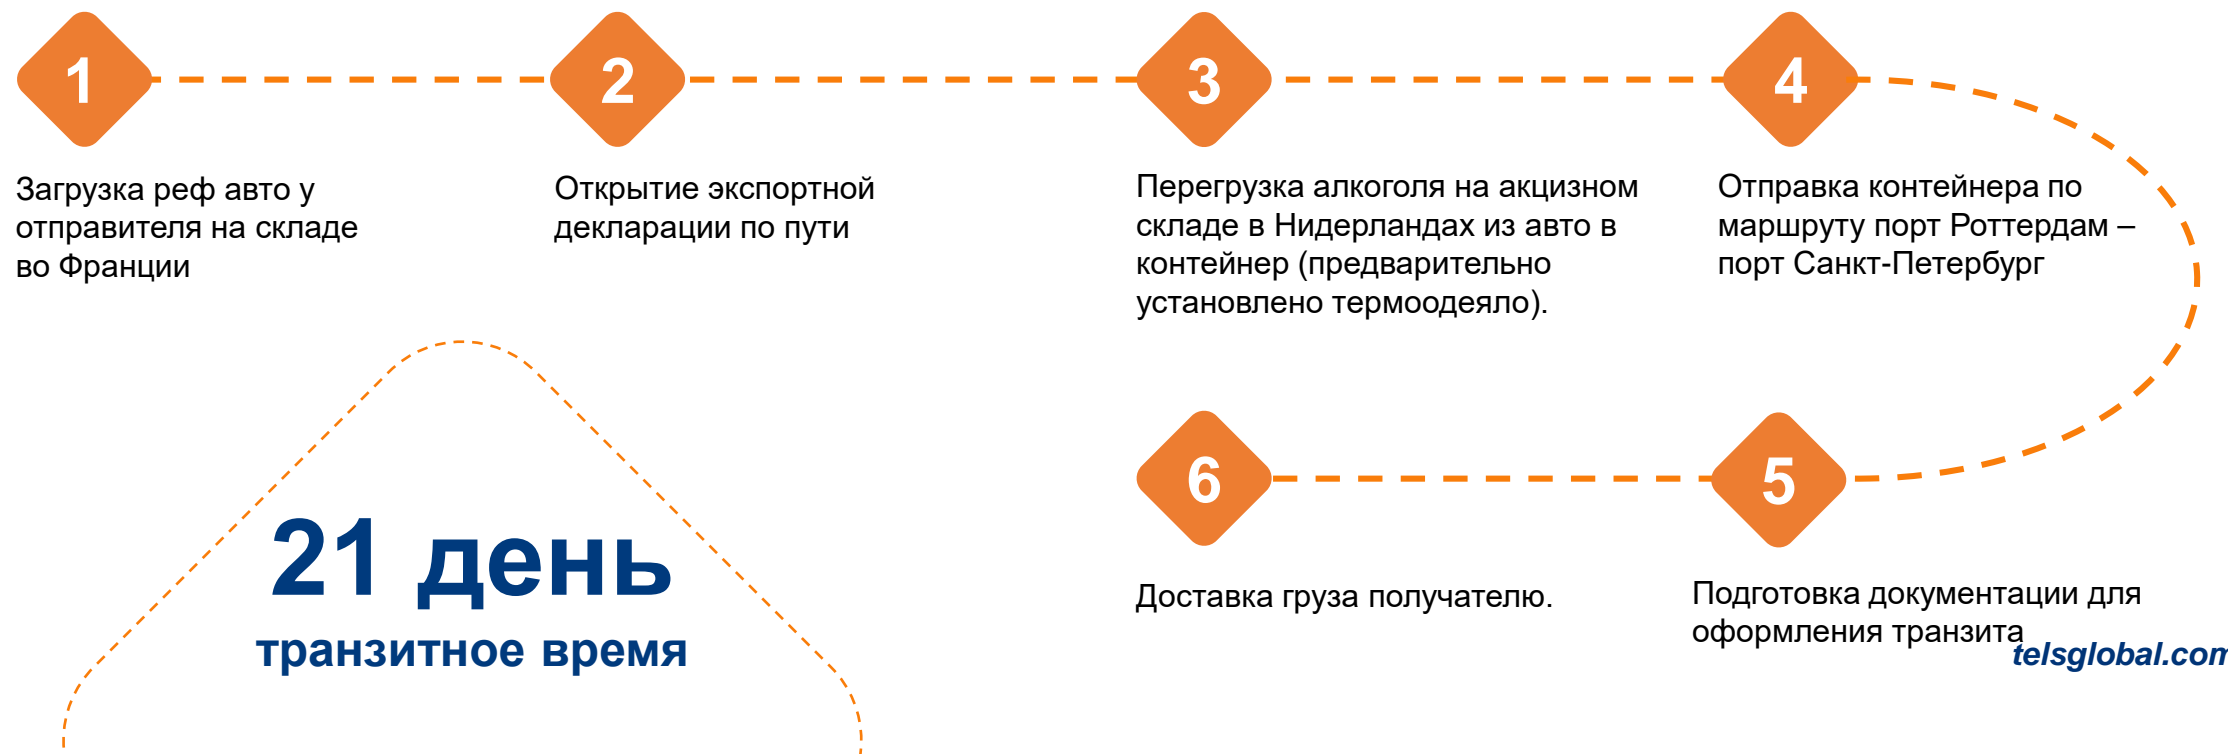 1
Загрузка реф авто у
отправителя на складе
во Франции
2
Открытие экспортной
декларации по пути
3
Перегрузка алкоголя на акцизном
складе в Нидерландах из авто в
контейнер (предварительно
установлено термоодеяло).
4
Отправка контейнера по
маршруту порт Роттердам –
порт Санкт-Петербург
5
Подготовка документации для
оформления транзита
6
Доставка груза получателю.
21 день
транзитное время
telsglobal.com